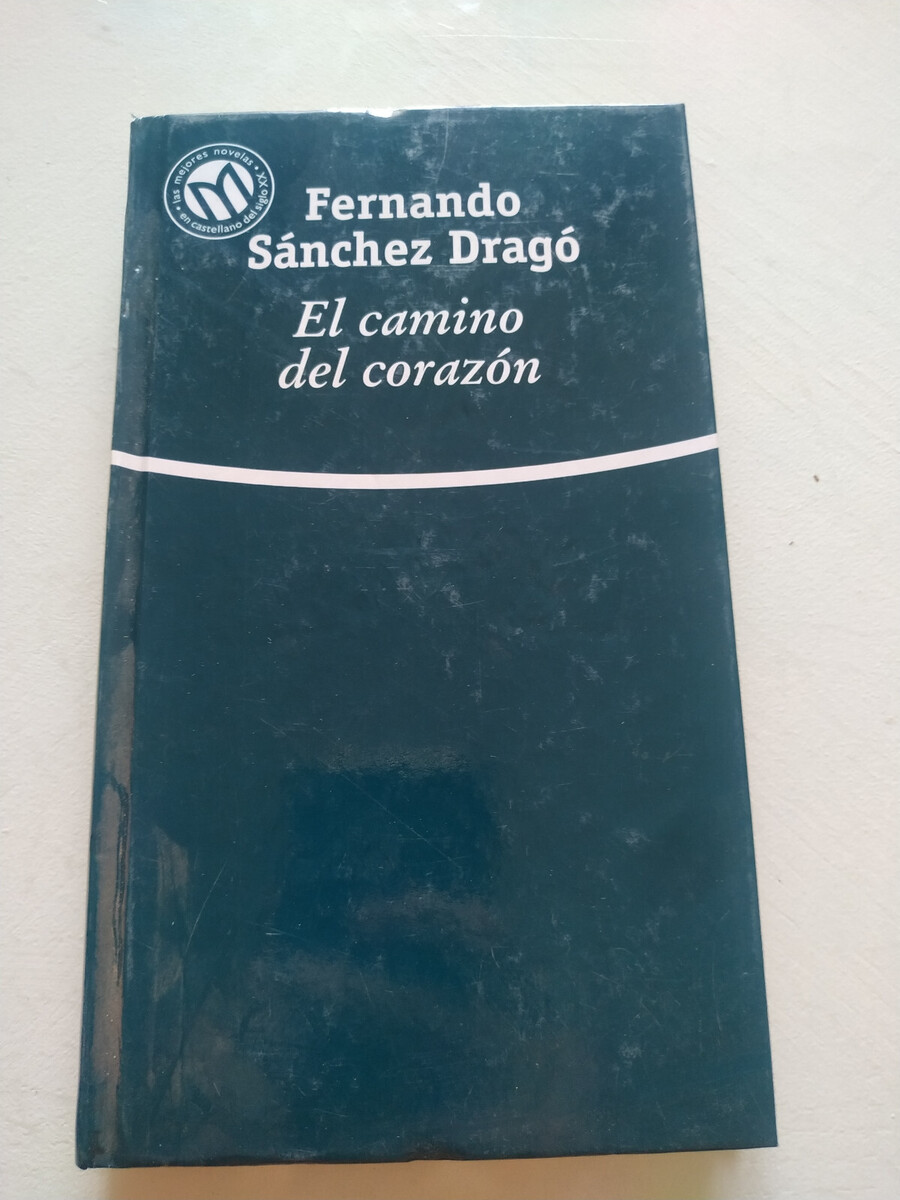 • las mejores novelas •
en castellano del siglo XX
Fernando
Sánchez Dragó
El camino
del corazón